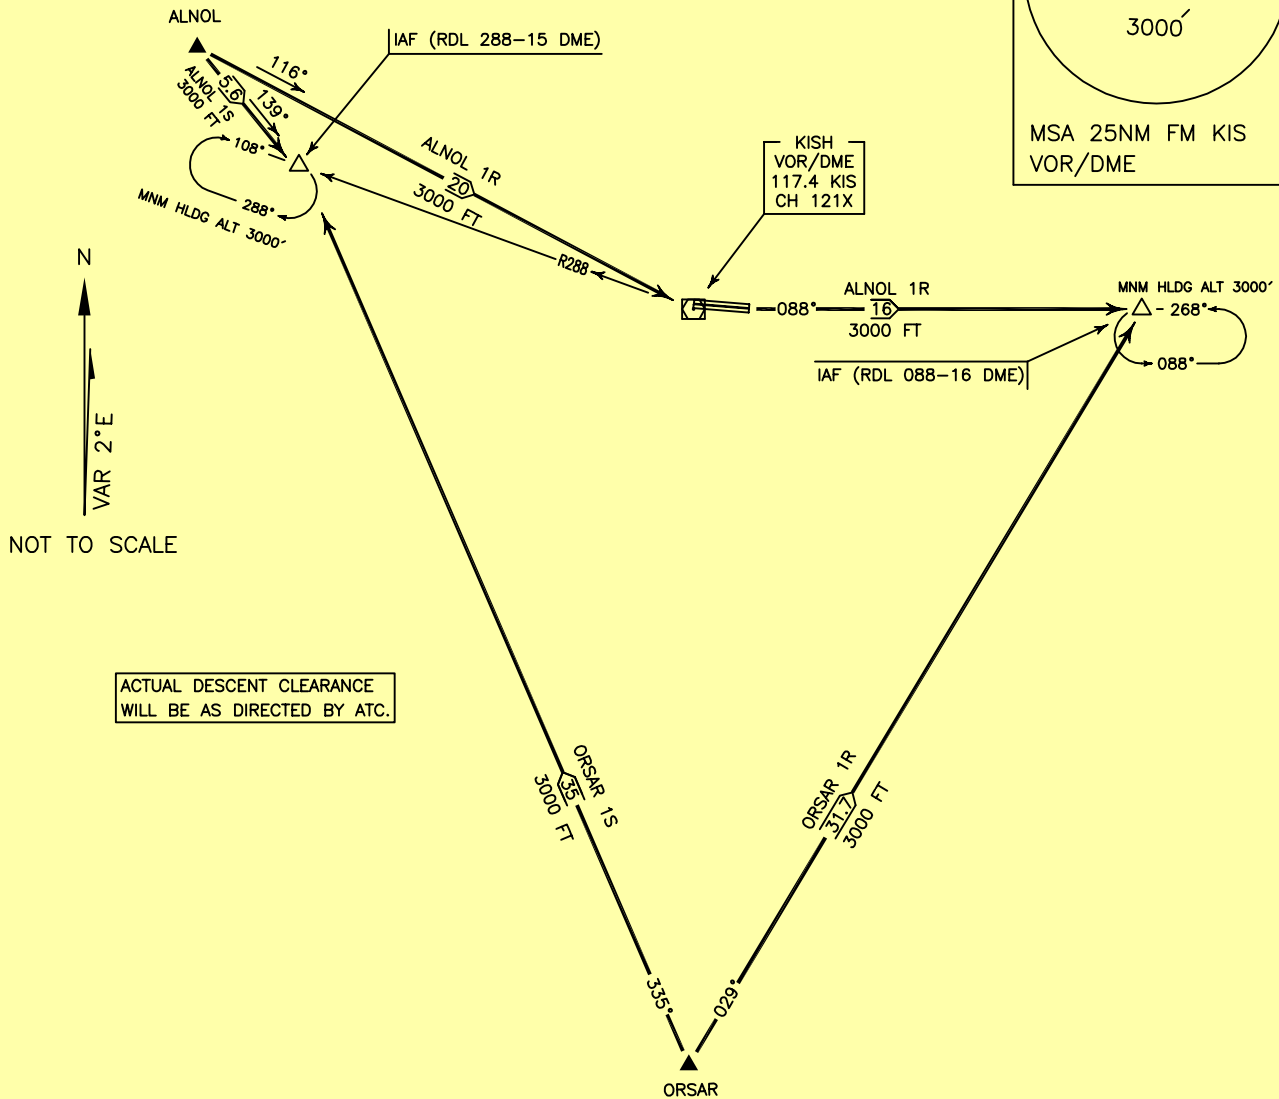 ALNOL
IAF (RDL 288-15 DME)
3000′
MSA 25NM FM KIS
VOR/DME
116°
5.6
139°
ALNOL 1S
3000 FT
108°
288°
MNM HLDG ALT 3000′
ALNOL 1R
20
3000 FT
R288
KISH
VOR/DME
117.4 KIS
CH 121X
088°
ALNOL 1R
16
3000 FT
MNM HLDG ALT 3000′
268°
088°
IAF (RDL 088-16 DME)
N
VAR 2°E
NOT TO SCALE
ACTUAL DESCENT CLEARANCE
WILL BE AS DIRECTED BY ATC.
ORSAR 1S
35
3000 FT
335°
ORSAR 1R
31.7
3000 FT
029°
ORSAR